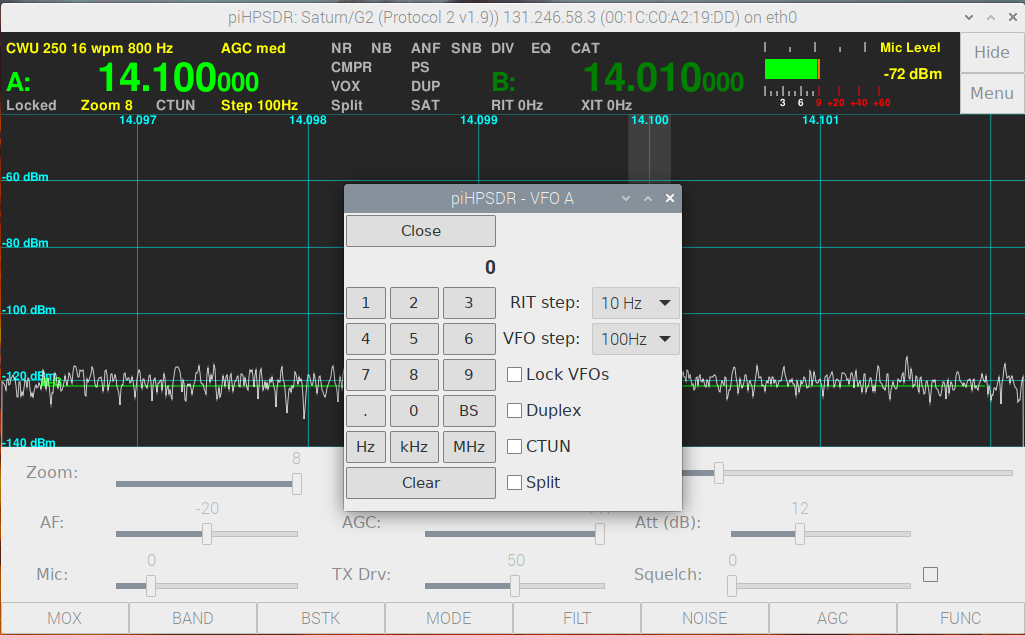 piHPSDR: Saturn/G2 (Protocol 2 v1.9)) 131.246.58.3 (00:1C:C0:A2:19:DD) on eth0
CWU 250 16 wpm 800 Hz AGC med NR NB ANF SNB DIV EQ CAT Mic Level Hide
A: 14.100000 CMPR PS B: 14.010000 -72 dBm
VOX DUP Menu
Locked Zoom 8 CTUN Step 100Hz Split SAT RIT 0Hz XIT 0Hz 3 6 9 +20 +40 +60
14.097 14.098 14.099 14.100 14.101
-60 dBm
-80 dBm
-100 dBm
-120 dBm
-140 dBm
piHPSDR - VFO A
Close
0
1 2 3 RIT step: 10 Hz
4 5 6 VFO step: 100Hz
7 8 9 Lock VFOs
. 0 BS Duplex
Hz kHz MHz CTUN
Clear Split
Zoom: 8
AF: -20 AGC: Att (dB): 12
Mic: 0 TX Drv: 50 Squelch: 0
MOX BAND BSTK MODE FILT NOISE AGC FUNC